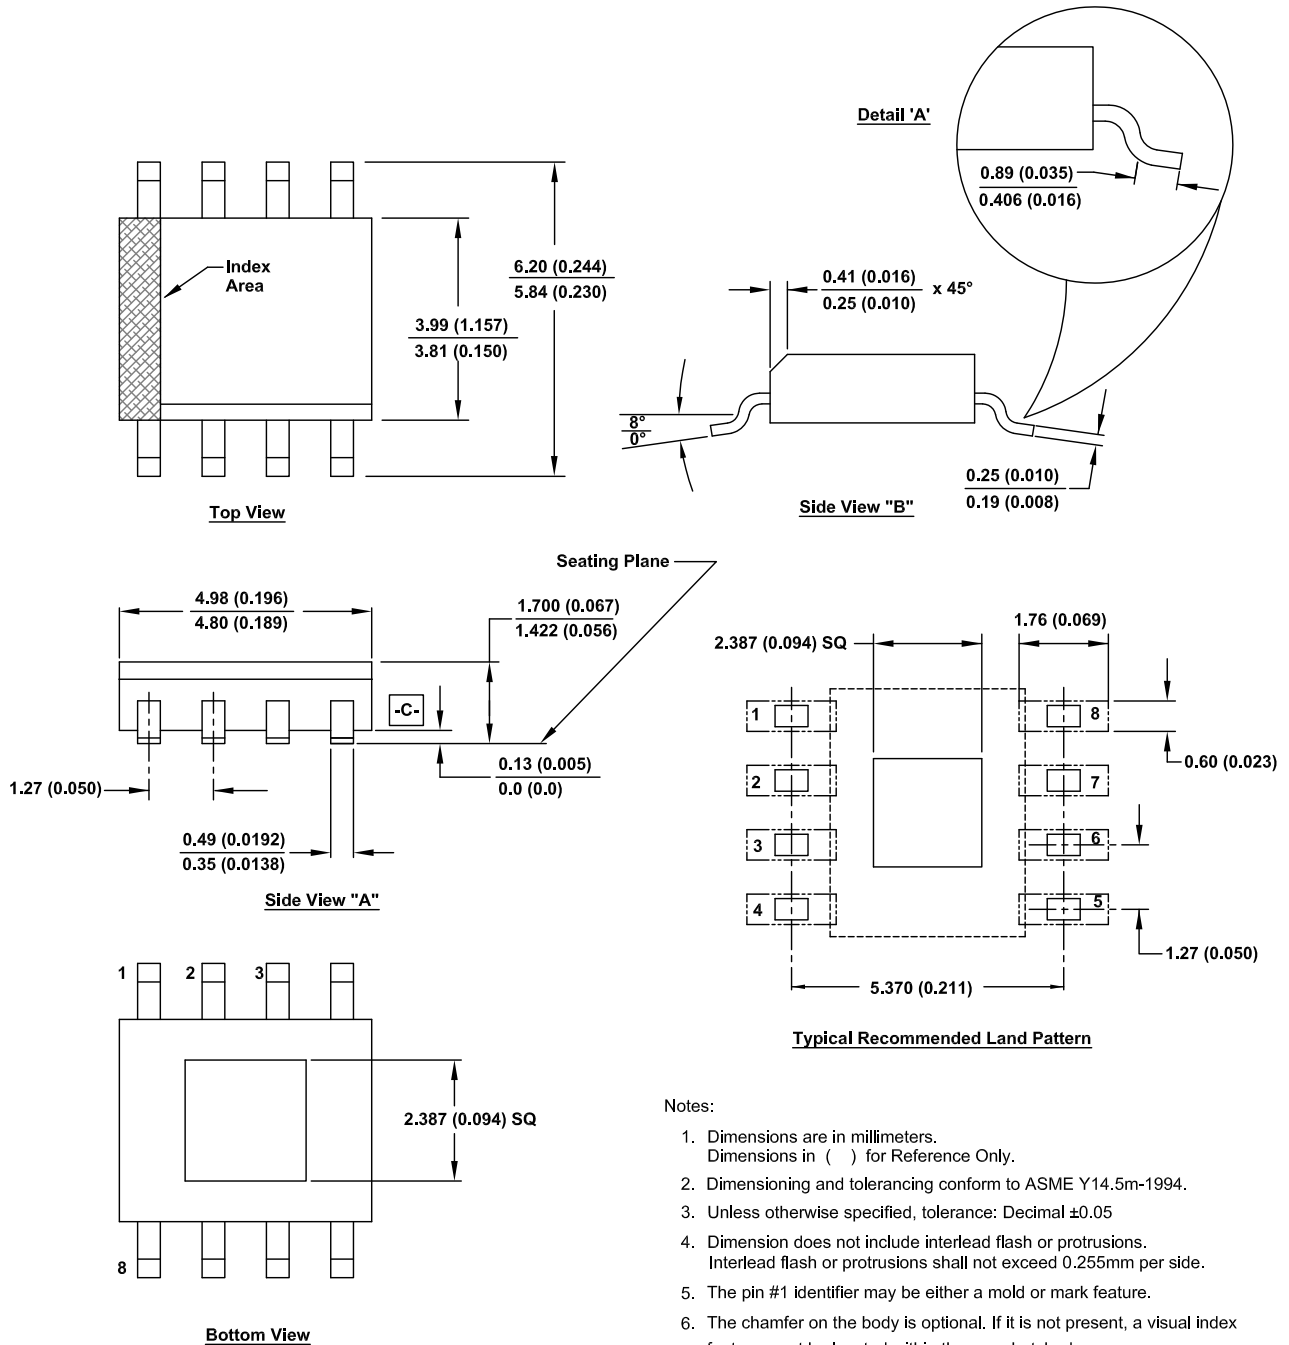 Detail 'A'
0.89 (0.035)
0.406 (0.016)
Index
Area
6.20 (0.244)
5.84 (0.230)
3.99 (1.157)
3.81 (0.150)
Top View
0.41 (0.016)
0.25 (0.010)
x 45°
8°
0°
0.25 (0.010)
0.19 (0.008)
Side View "B"
Seating Plane
4.98 (0.196)
4.80 (0.189)
1.700 (0.067)
1.422 (0.056)
-C-
0.13 (0.005)
0.0 (0.0)
1.27 (0.050)
0.49 (0.0192)
0.35 (0.0138)
Side View "A"
2.387 (0.094) SQ
1.76 (0.069)
1
8
0.60 (0.023)
2
7
3
6
4
5
1.27 (0.050)
5.370 (0.211)
Typical Recommended Land Pattern
1
2
3
2.387 (0.094) SQ
8
Bottom View
Notes:
1. Dimensions are in millimeters.
Dimensions in ( ) for Reference Only.
2. Dimensioning and tolerancing conform to ASME Y14.5m-1994.
3. Unless otherwise specified, tolerance: Decimal ±0.05
4. Dimension does not include interlead flash or protrusions.
Interlead flash or protrusions shall not exceed 0.255mm per side.
5. The pin #1 identifier may be either a mold or mark feature.
6. The chamfer on the body is optional. If it is not present, a visual index